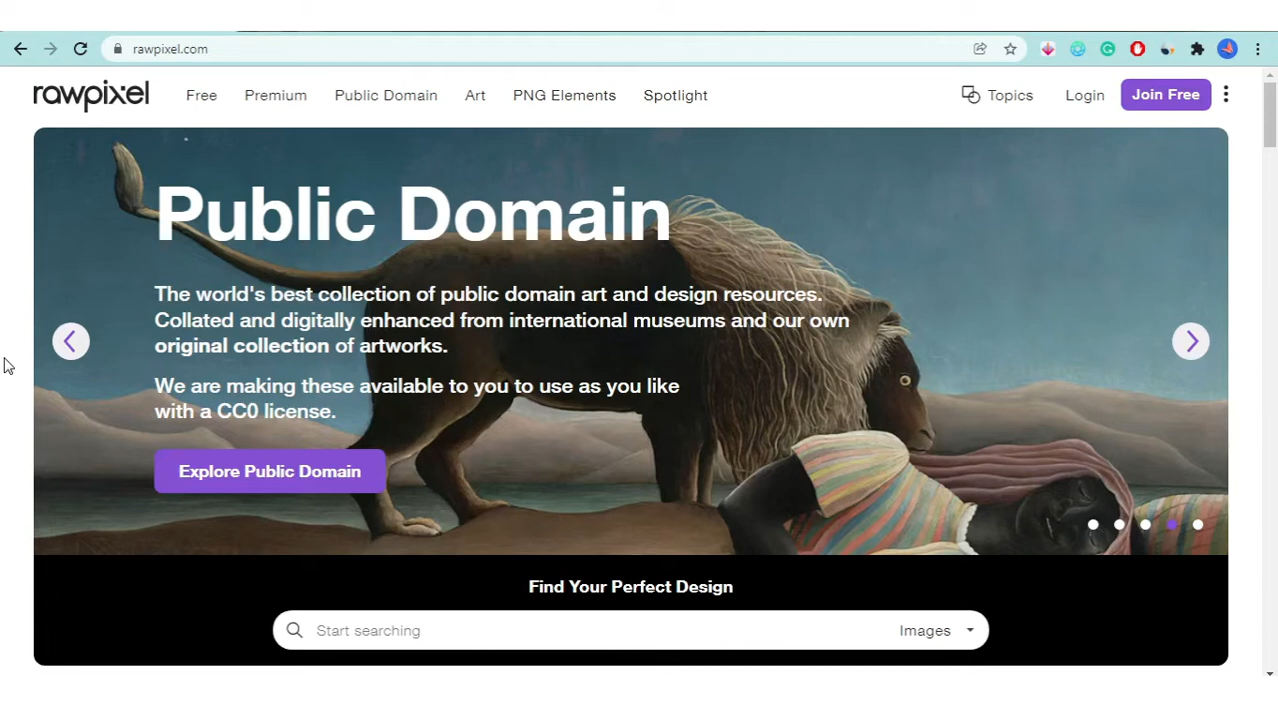 rawpixel.com
rawpixel Free Premium Public Domain Art PNG Elements Spotlight Topics Login Join Free
Public Domain
The world's best collection of public domain art and design resources.
Collated and digitally enhanced from international museums and our own
original collection of artworks.
We are making these available to you to use as you like
with a CC0 license.
Explore Public Domain
Find Your Perfect Design
Start searching Images